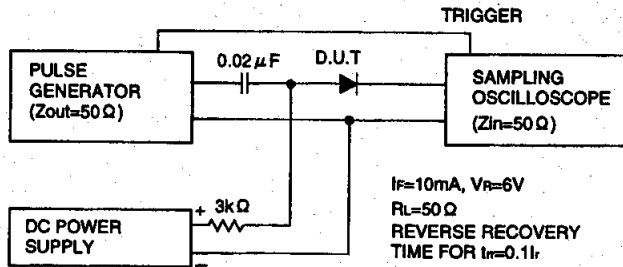 TRIGGER
PULSE
GENERATOR
(Zout=50Ω)
0.02μF
D.U.T
SAMPLING
OSCILLOSCOPE
(Zin=50Ω)
DC POWER
SUPPLY
+ 3kΩ
−
IF=10mA, VR=6V
RL=50Ω
REVERSE RECOVERY
TIME FOR trr=0.1Ir